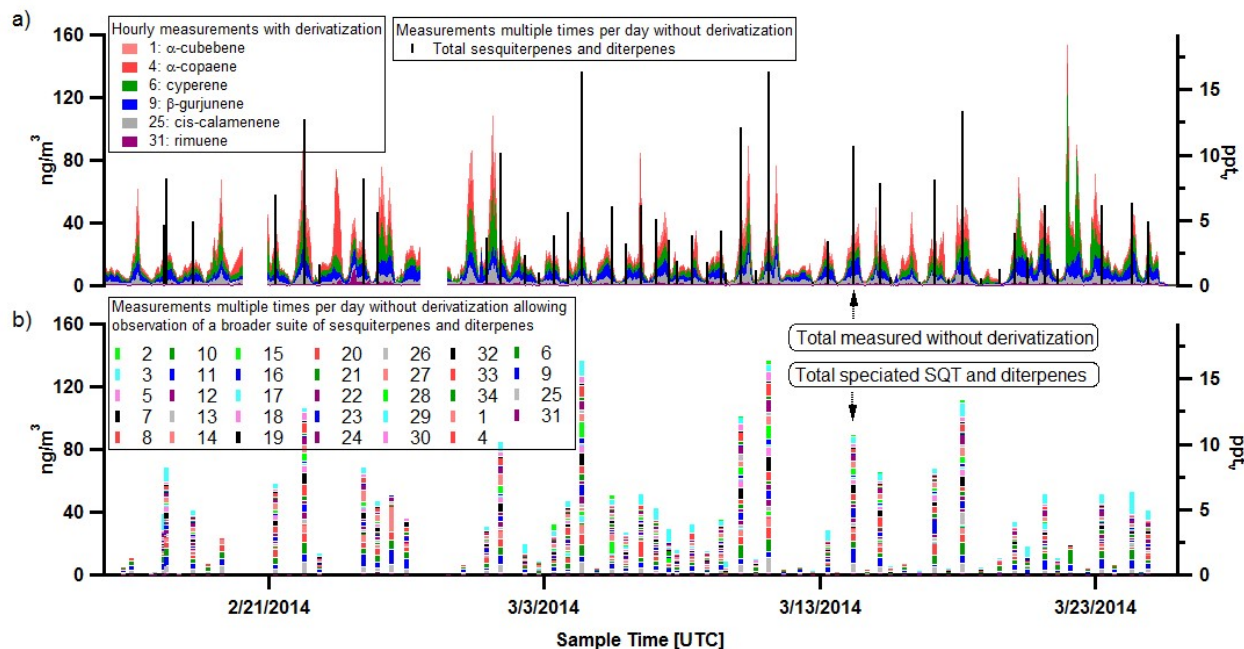 a)
160
120
80
40
0
ng/m³
Hourly measurements with derivatization
1: α-cubebene
4: α-copaene
6: cyperene
9: β-gurjunene
25: cis-calamenene
31: rimuene
Measurements multiple times per day without derivatization
Total sesquiterpenes and diterpenes
15
10
5
0
pptᵥ
b)
160
120
80
40
0
ng/m³
Measurements multiple times per day without derivatization allowing
observation of a broader suite of sesquiterpenes and diterpenes
2 10 15 20 26 32 6
3 11 16 21 27 33 9
5 12 17 22 28 34 25
7 13 18 23 29 1 31
8 14 19 24 30 4
Total measured without derivatization
Total speciated SQT and diterpenes
15
10
5
0
pptᵥ
2/21/2014 3/3/2014 3/13/2014 3/23/2014
Sample Time [UTC]